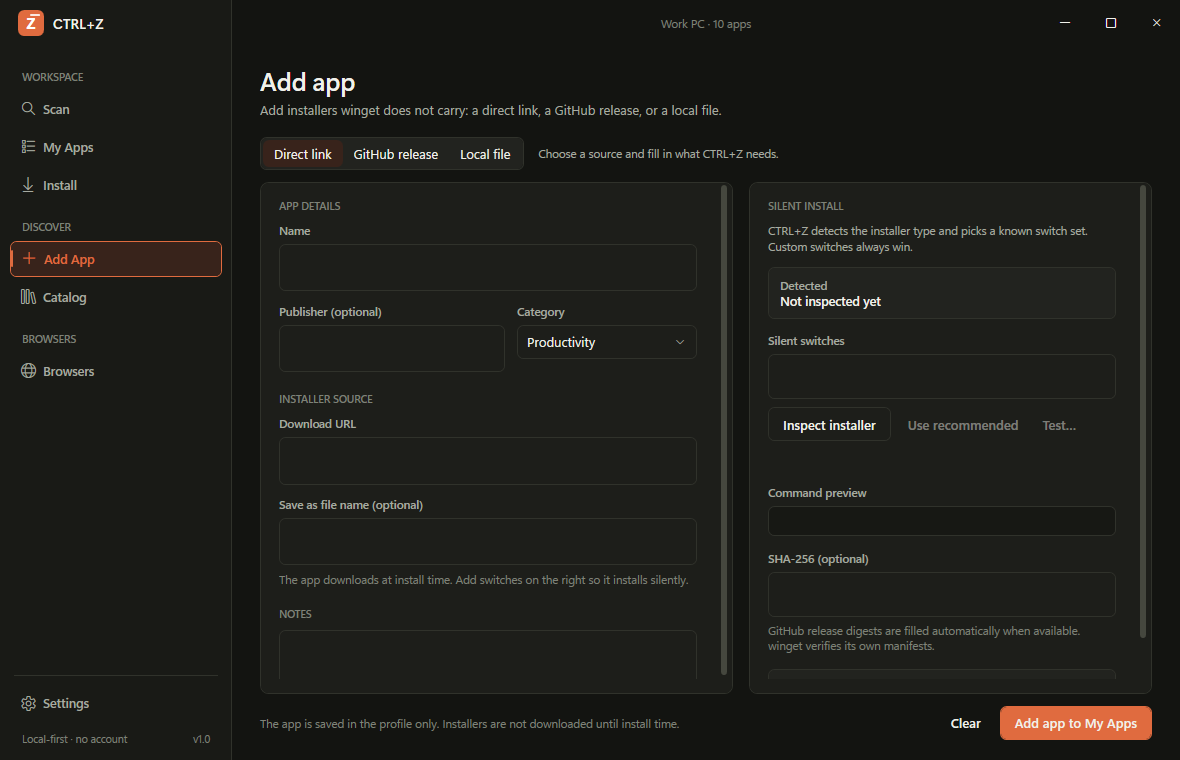 CTRL+Z
Work PC · 10 apps
WORKSPACE
Scan
My Apps
Install
DISCOVER
Add App
Catalog
BROWSERS
Browsers
Settings
Local-first · no account
v1.0
Add app
Add installers winget does not carry: a direct link, a GitHub release, or a local file.
Direct link
GitHub release
Local file
Choose a source and fill in what CTRL+Z needs.
APP DETAILS
Name
Publisher (optional)
Category
Productivity
INSTALLER SOURCE
Download URL
Save as file name (optional)
The app downloads at install time. Add switches on the right so it installs silently.
NOTES
SILENT INSTALL
CTRL+Z detects the installer type and picks a known switch set.
Custom switches always win.
Detected
Not inspected yet
Silent switches
Inspect installer
Use recommended
Test...
Command preview
SHA-256 (optional)
GitHub release digests are filled automatically when available.
winget verifies its own manifests.
The app is saved in the profile only. Installers are not downloaded until install time.
Clear
Add app to My Apps